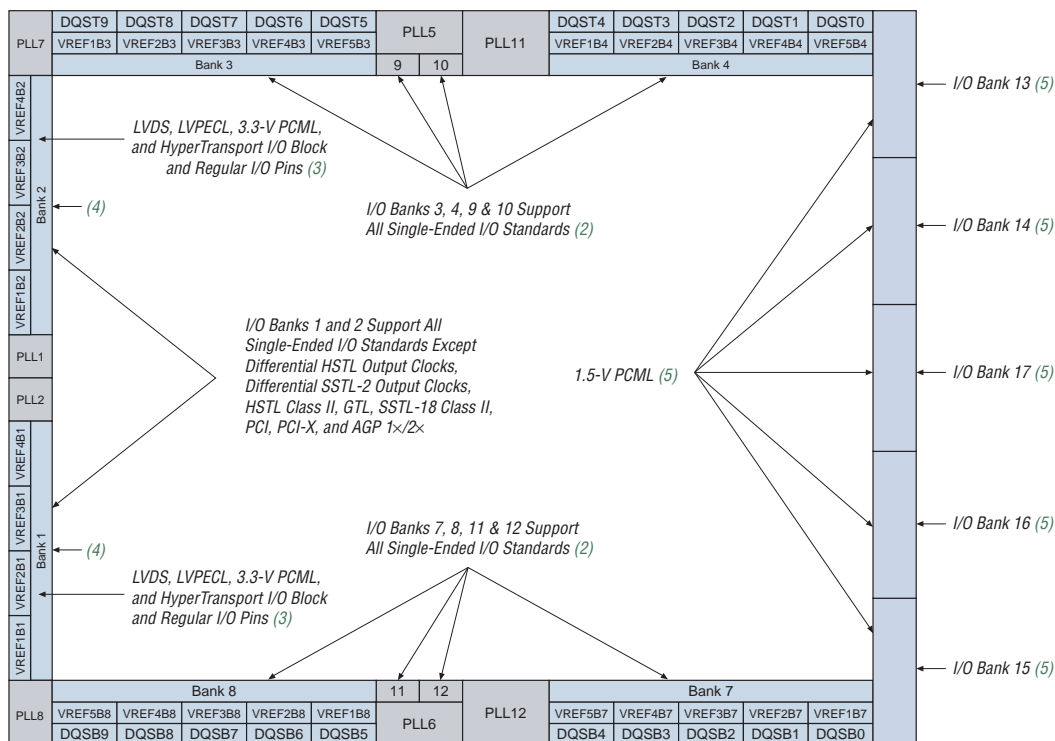 DQST9 DQST8 DQST7 DQST6 DQST5 DQST4 DQST3 DQST2 DQST1 DQST0
PLL7 PLL5 PLL11
VREF1B3 VREF2B3 VREF3B3 VREF4B3 VREF5B3 VREF1B4 VREF2B4 VREF3B4 VREF4B4 VREF5B4
Bank 3 9 10 Bank 4
I/O Bank 13 (5)
VREF4B2
VREF3B2
VREF2B2
VREF1B2
Bank 2
LVDS, LVPECL, 3.3-V PCML,
and HyperTransport I/O Block
and Regular I/O Pins (3)
(4)
I/O Banks 3, 4, 9 & 10 Support
All Single-Ended I/O Standards (2)
I/O Bank 14 (5)
PLL1
PLL2
I/O Banks 1 and 2 Support All
Single-Ended I/O Standards Except
Differential HSTL Output Clocks,
Differential SSTL-2 Output Clocks,
HSTL Class II, GTL, SSTL-18 Class II,
PCI, PCI-X, and AGP 1×/2×
1.5-V PCML (5)
I/O Bank 17 (5)
VREF4B1
VREF3B1
VREF2B1
VREF1B1
Bank 1
(4)
I/O Banks 7, 8, 11 & 12 Support
All Single-Ended I/O Standards (2)
I/O Bank 16 (5)
LVDS, LVPECL, 3.3-V PCML,
and HyperTransport I/O Block
and Regular I/O Pins (3)
I/O Bank 15 (5)
Bank 8 11 12 Bank 7
PLL8 PLL6 PLL12
VREF5B8 VREF4B8 VREF3B8 VREF2B8 VREF1B8 VREF5B7 VREF4B7 VREF3B7 VREF2B7 VREF1B7
DQSB9 DQSB8 DQSB7 DQSB6 DQSB5 DQSB4 DQSB3 DQSB2 DQSB1 DQSB0